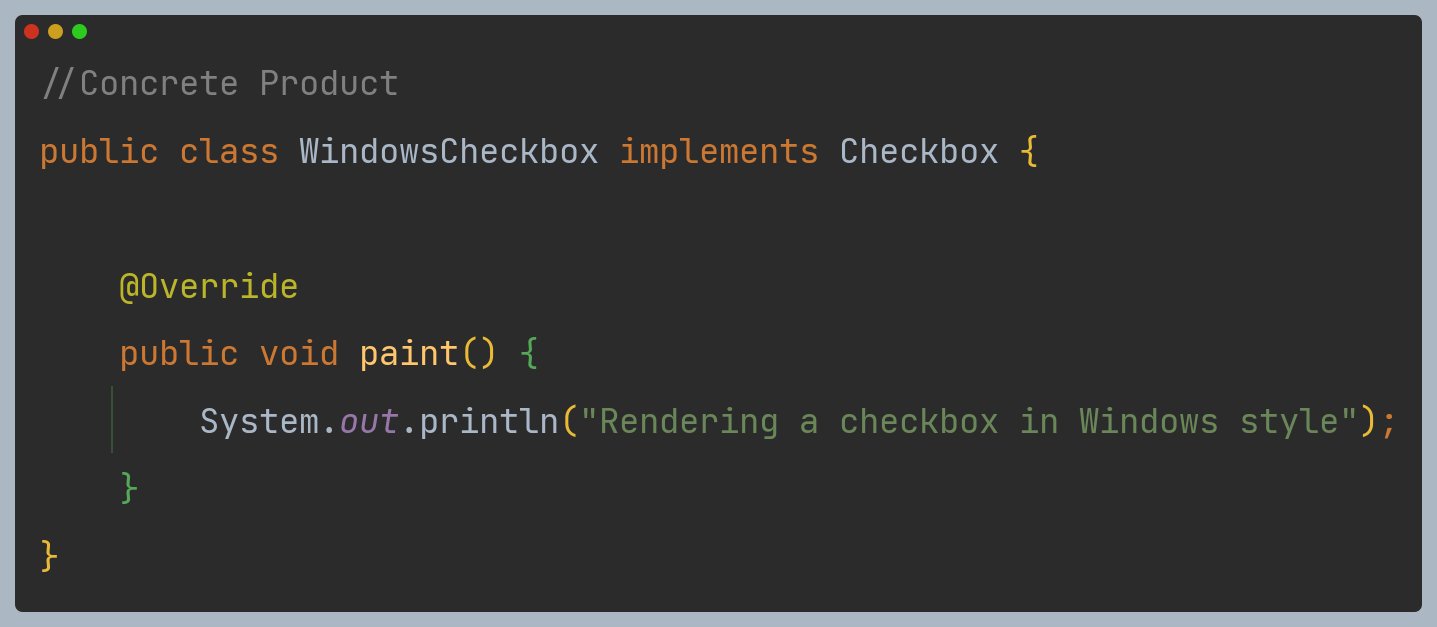 //Concrete Product
public class WindowsCheckbox implements Checkbox {
@Override
public void paint() {
System.out.println("Rendering a checkbox in Windows style");
}
}